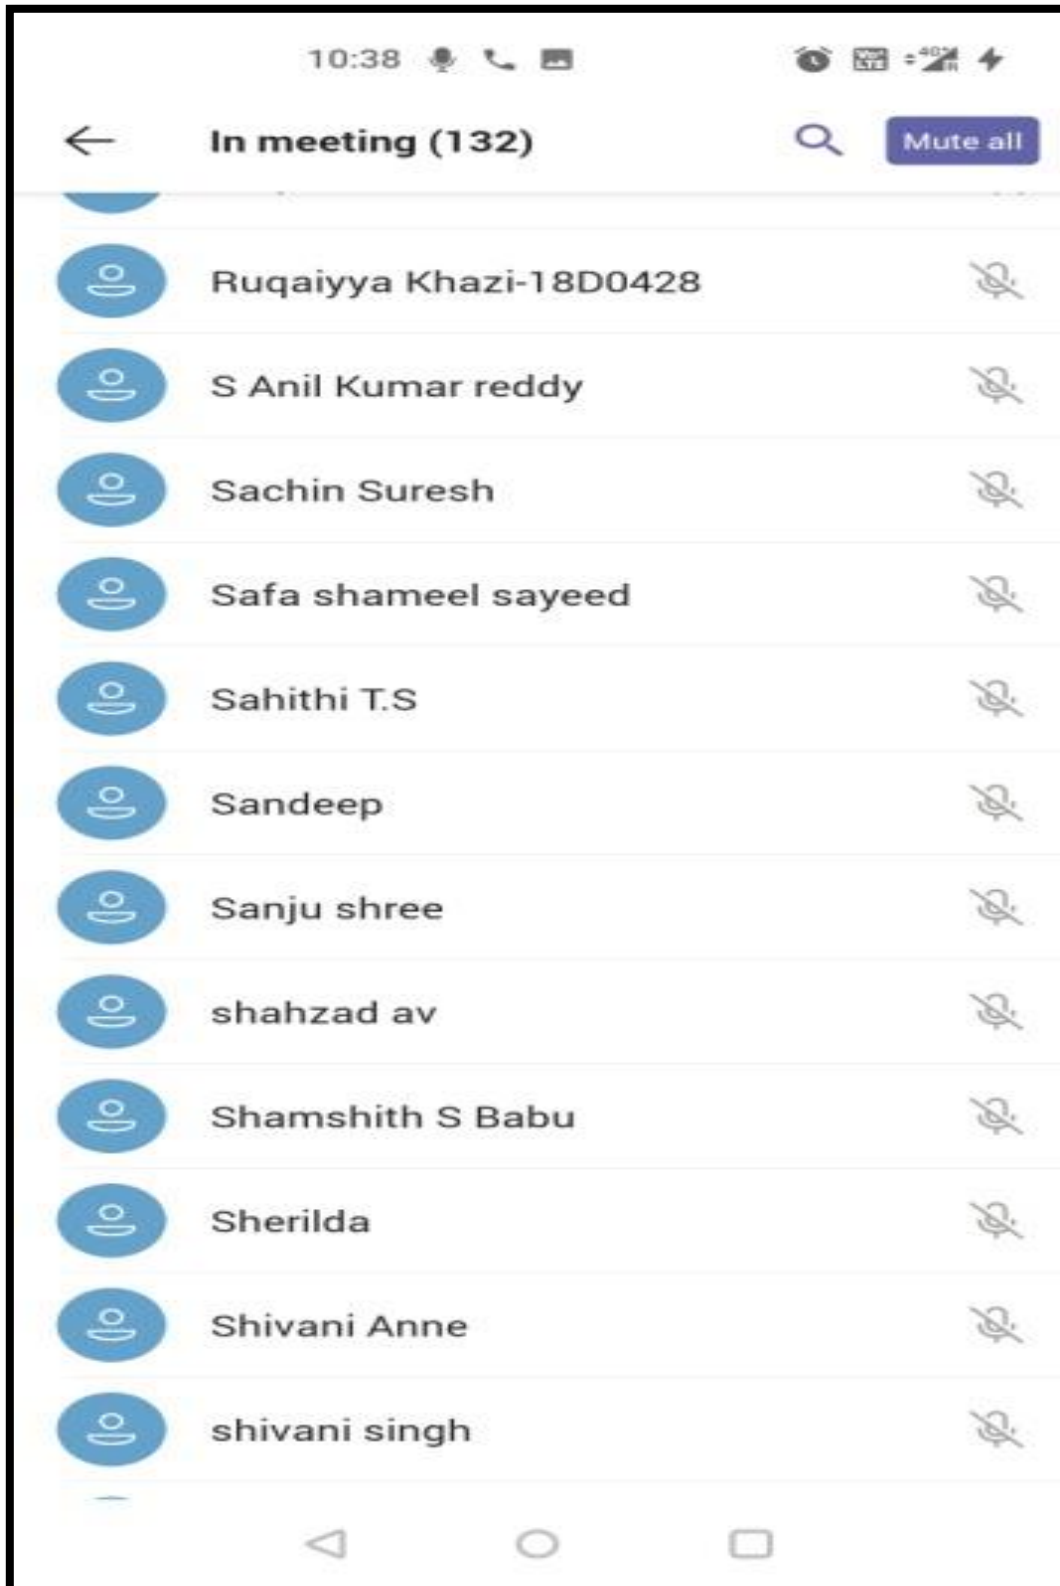 10:38
In meeting (132)
Mute all
Ruqaiyya Khazi-18D0428
S Anil Kumar reddy
Sachin Suresh
Safa shameel sayeed
Sahithi T.S
Sandeep
Sanju shree
shahzad av
Shamshith S Babu
Sherilda
Shivani Anne
shivani singh